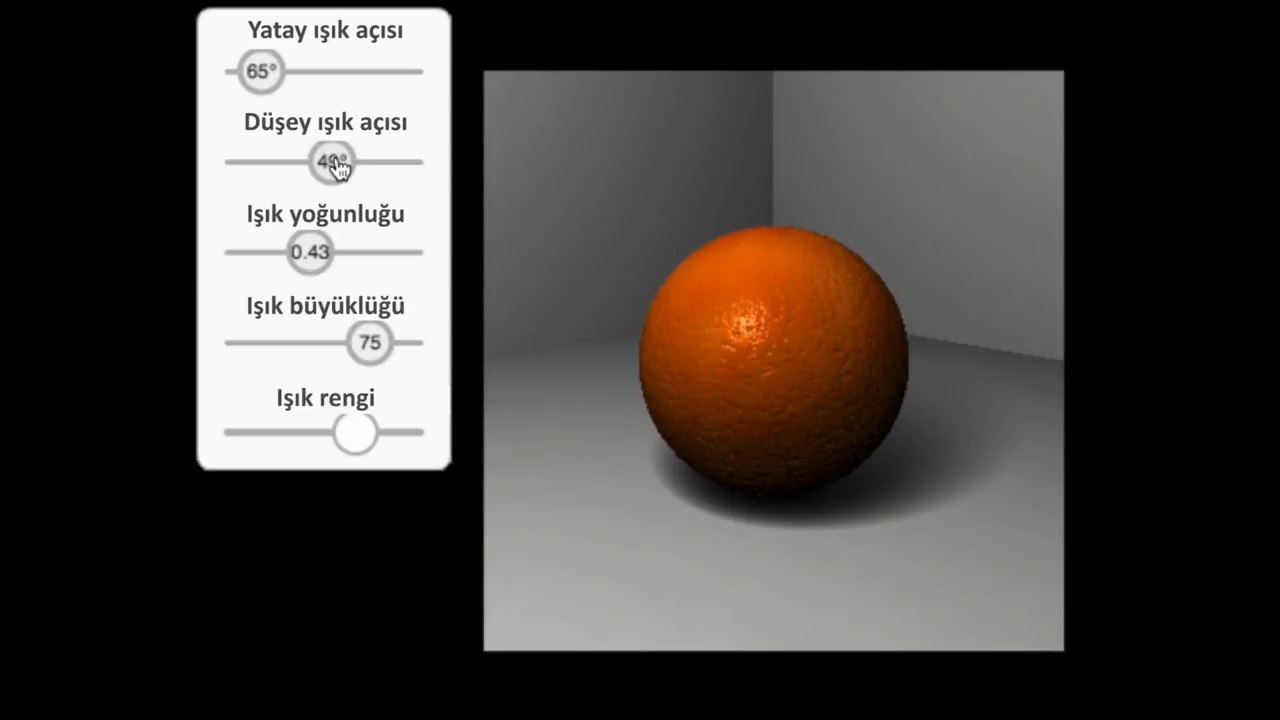 Yatay ışık açısı
65°
Düşey ışık açısı
Işık yoğunluğu
0.43
Işık büyüklüğü
75
Işık rengi